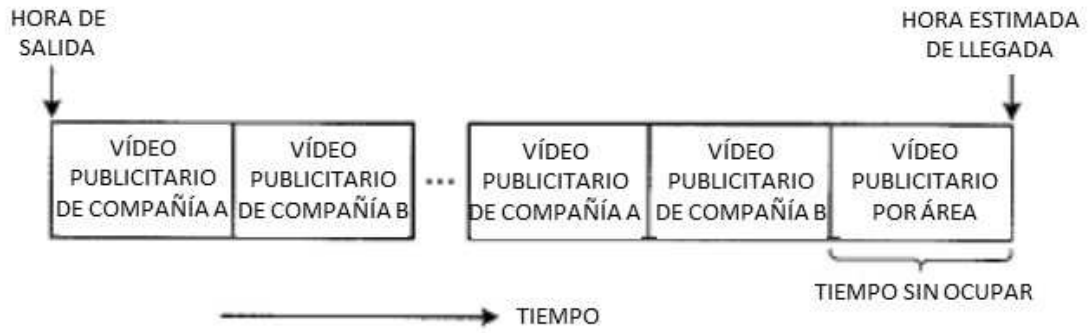 HORA DE
SALIDA
HORA ESTIMADA
DE LLEGADA
VÍDEO
PUBLICITARIO
DE COMPAÑÍA A
VÍDEO
PUBLICITARIO
DE COMPAÑÍA B
...
VÍDEO
PUBLICITARIO
DE COMPAÑÍA A
VÍDEO
PUBLICITARIO
DE COMPAÑÍA B
VÍDEO
PUBLICITARIO
POR ÁREA
TIEMPO SIN OCUPAR
TIEMPO